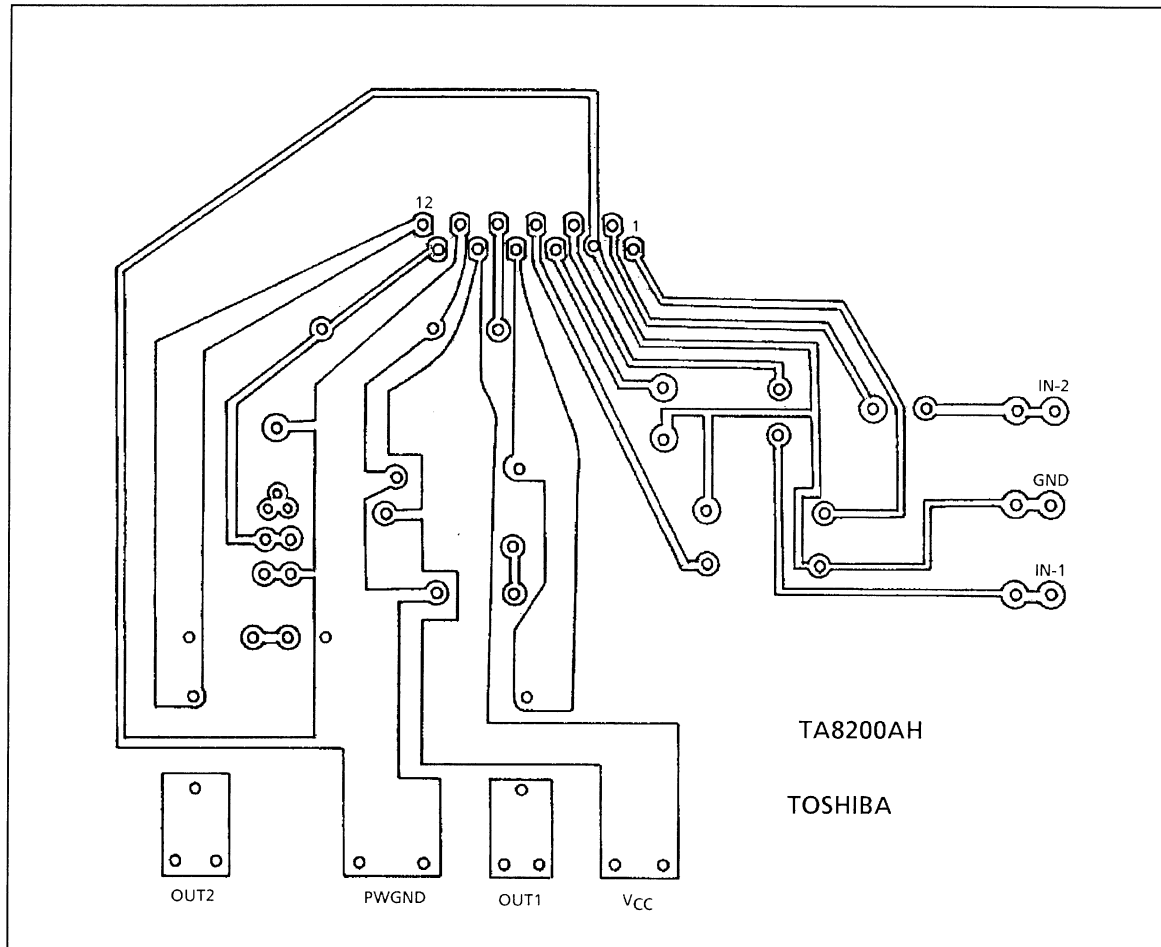 12
1
IN-2
GND
IN-1
TA8200AH
TOSHIBA
OUT2
PWGND
OUT1
VCC